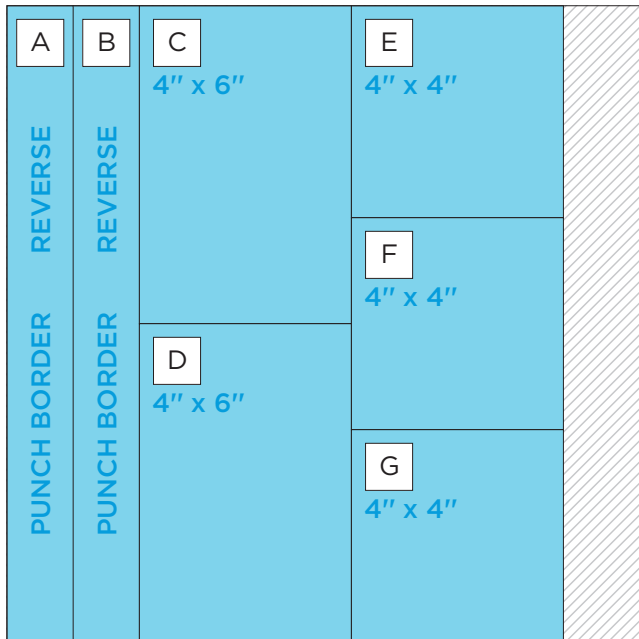 A
PUNCH BORDER REVERSE
B
PUNCH BORDER REVERSE
C
4" x 6"
D
4" x 6"
E
4" x 4"
F
4" x 4"
G
4" x 4"